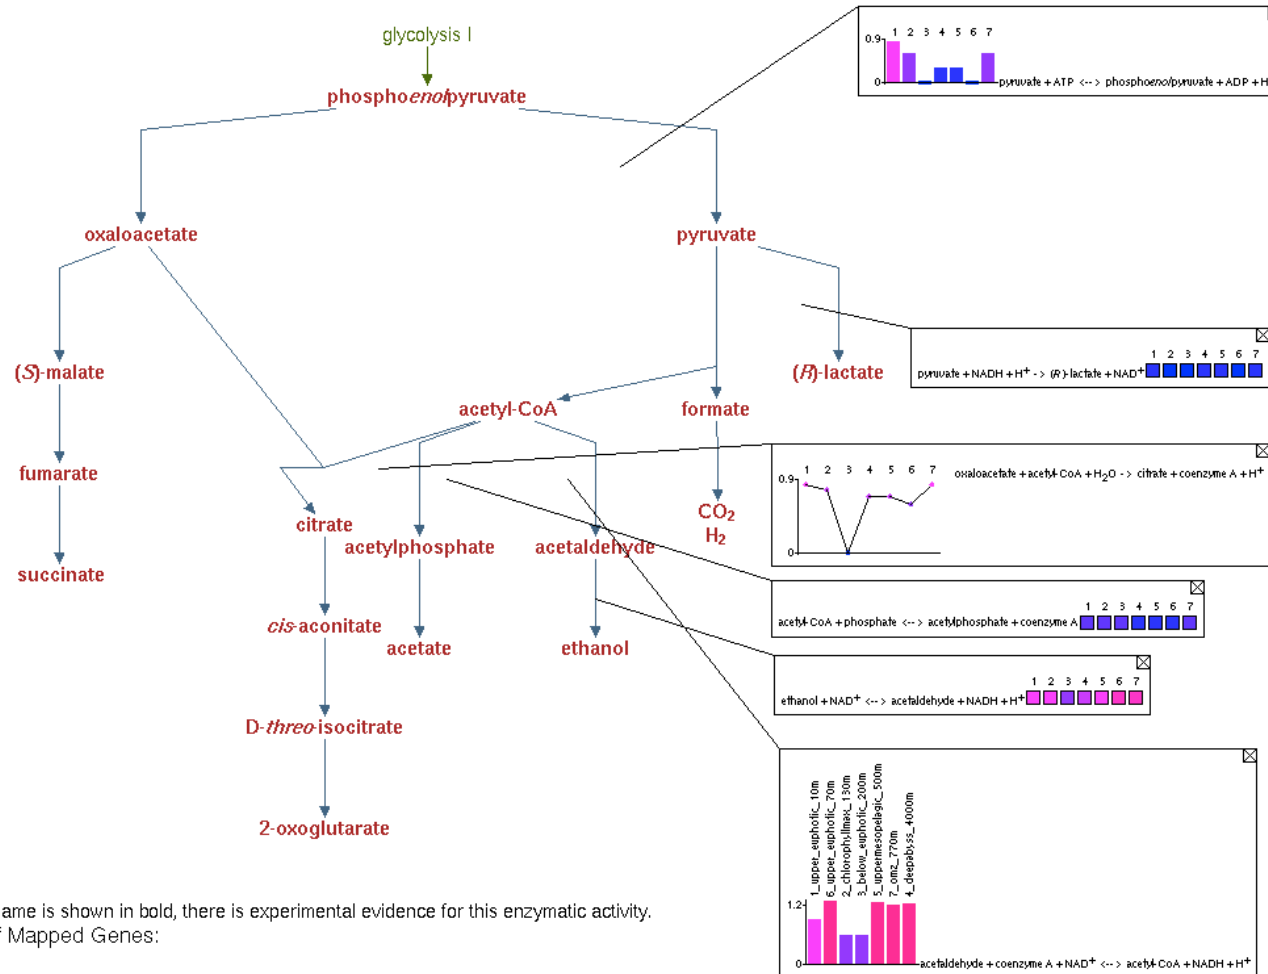 glycolysis I
phosphoenolpyruvate
oxaloacetate
pyruvate
(S)-malate
(R)-lactate
acetyl-CoA
formate
fumarate
citrate
CO2
H2
acetylphosphate
acetaldehyde
succinate
cis-aconitate
acetate
ethanol
D-threo-isocitrate
2-oxoglutarate
1 2 3 4 5 6 7
0.9
0
pyruvate + ATP <--> phosphoenolpyruvate + ADP + H
1 2 3 4 5 6 7
pyruvate + NADH + H+ -> (R)-lactate + NAD+
1 2 3 4 5 6 7
oxaloacetate + acetyl-CoA + H2O -> citrate + coenzyme A + H+
0.9
0
1 2 3 4 5 6 7
acetyl-CoA + phosphate <--> acetylphosphate + coenzyme A
1 2 3 4 5 6 7
ethanol + NAD+ <--> acetaldehyde + NADH + H+
1_upper_euphotic_10m
6_upper_euphotic_70m
2_chlorophyllmax_130m
3_below_euphotic_200m
5_uppermesopelagic_500m
7_omz_770m
4_deepabyss_4000m
1.2
0
acetaldehyde + coenzyme A + NAD+ <--> acetyl-CoA + NADH + H+
ame is shown in bold, there is experimental evidence for this enzymatic activity.
Mapped Genes: